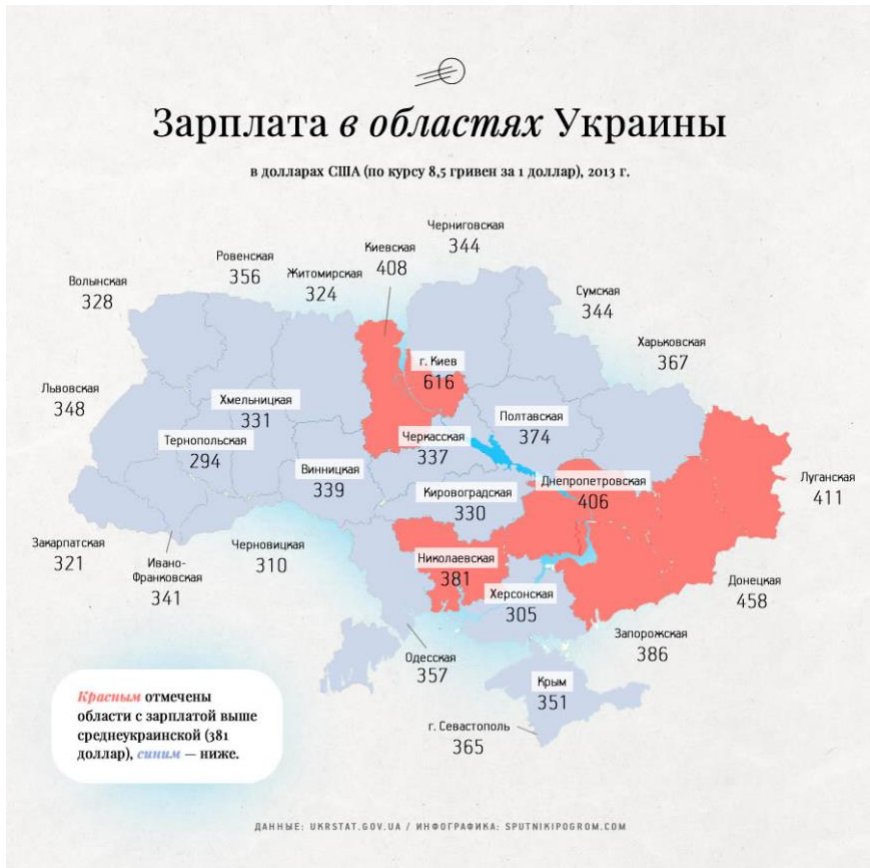 Зарплата в областях Украины
в долларах США (по курсу 8,5 гривен за 1 доллар), 2013 г.
Черниговская
344
Киевская
408
Ровенская
356
Житомирская
324
Волынская
328
Сумская
344
Харьковская
367
г. Киев
616
Львовская
348
Хмельницкая
331
Полтавская
374
Тернопольская
294
Черкасская
337
Винницкая
339
Днепропетровская
406
Луганская
411
Кировоградская
330
Закарпатская
321
Ивано-
Франковская
341
Черновицкая
310
Николаевская
381
Херсонская
305
Донецкая
458
Запорожская
386
Одесская
357
Крым
351
г. Севастополь
365
Красным отмечены
области с зарплатой выше
среднеукраинской (381
доллар), синим — ниже.
ДАННЫЕ: UKRSTAT.GOV.UA / ИНФОГРАФИКА: SPUTNIKIPOGROM.COM